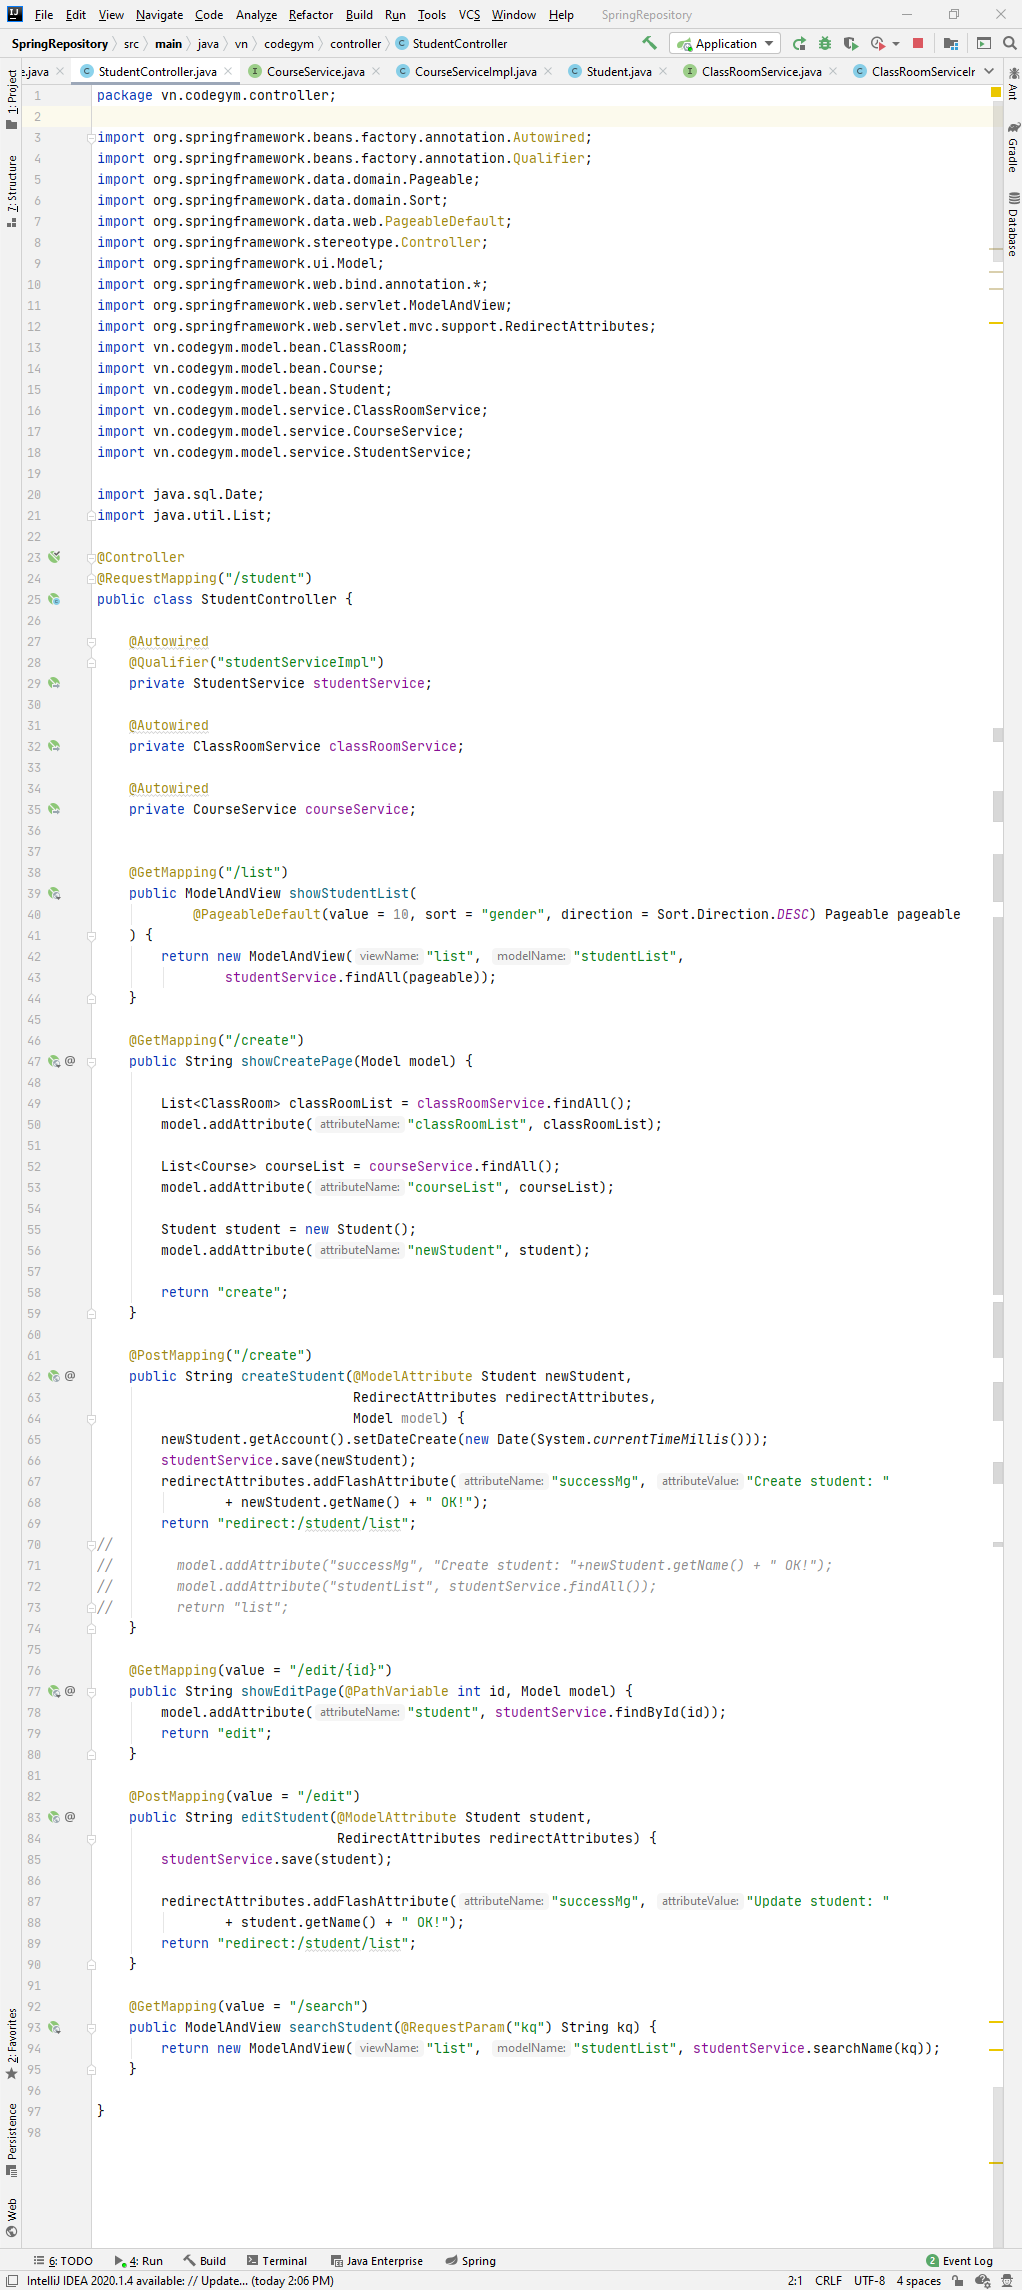 File Edit View Navigate Code Analyze Refactor Build Run Tools VCS Window Help SpringRepository
SpringRepository src main java vn codegym controller StudentController Application
e.java StudentController.java CourseService.java CourseServiceImpl.java Student.java ClassRoomService.java ClassRoomServiceIr
1: Project
7: Structure
2: Favorites
Persistence
Web
Ant
Gradle
Database
1 package vn.codegym.controller;
2
3 import org.springframework.beans.factory.annotation.Autowired;
4 import org.springframework.beans.factory.annotation.Qualifier;
5 import org.springframework.data.domain.Pageable;
6 import org.springframework.data.domain.Sort;
7 import org.springframework.data.web.PageableDefault;
8 import org.springframework.stereotype.Controller;
9 import org.springframework.ui.Model;
10 import org.springframework.web.bind.annotation.*;
11 import org.springframework.web.servlet.ModelAndView;
12 import org.springframework.web.servlet.mvc.support.RedirectAttributes;
13 import vn.codegym.model.bean.ClassRoom;
14 import vn.codegym.model.bean.Course;
15 import vn.codegym.model.bean.Student;
16 import vn.codegym.model.service.ClassRoomService;
17 import vn.codegym.model.service.CourseService;
18 import vn.codegym.model.service.StudentService;
19
20 import java.sql.Date;
21 import java.util.List;
22
23 @Controller
24 @RequestMapping("/student")
25 public class StudentController {
26
27 @Autowired
28 @Qualifier("studentServiceImpl")
29 private StudentService studentService;
30
31 @Autowired
32 private ClassRoomService classRoomService;
33
34 @Autowired
35 private CourseService courseService;
36
37
38 @GetMapping("/list")
39 public ModelAndView showStudentList(
40 @PageableDefault(value = 10, sort = "gender", direction = Sort.Direction.DESC) Pageable pageable
41 ) {
42 return new ModelAndView( viewName: "list", modelName: "studentList",
43 studentService.findAll(pageable));
44 }
45
46 @GetMapping("/create")
47 @ public String showCreatePage(Model model) {
48
49 List<ClassRoom> classRoomList = classRoomService.findAll();
50 model.addAttribute( attributeName: "classRoomList", classRoomList);
51
52 List<Course> courseList = courseService.findAll();
53 model.addAttribute( attributeName: "courseList", courseList);
54
55 Student student = new Student();
56 model.addAttribute( attributeName: "newStudent", student);
57
58 return "create";
59 }
60
61 @PostMapping("/create")
62 @ public String createStudent(@ModelAttribute Student newStudent,
63 RedirectAttributes redirectAttributes,
64 Model model) {
65 newStudent.getAccount().setDateCreate(new Date(System.currentTimeMillis()));
66 studentService.save(newStudent);
67 redirectAttributes.addFlashAttribute( attributeName: "successMg", attributeValue: "Create student: "
68 + newStudent.getName() + " OK!");
69 return "redirect:/student/list";
70 //
71 // model.addAttribute("successMg", "Create student: "+newStudent.getName() + " OK!");
72 // model.addAttribute("studentList", studentService.findAll());
73 // return "list";
74 }
75
76 @GetMapping(value = "/edit/{id}")
77 @ public String showEditPage(@PathVariable int id, Model model) {
78 model.addAttribute( attributeName: "student", studentService.findById(id));
79 return "edit";
80 }
81
82 @PostMapping(value = "/edit")
83 @ public String editStudent(@ModelAttribute Student student,
84 RedirectAttributes redirectAttributes) {
85 studentService.save(student);
86
87 redirectAttributes.addFlashAttribute( attributeName: "successMg", attributeValue: "Update student: "
88 + student.getName() + " OK!");
89 return "redirect:/student/list";
90 }
91
92 @GetMapping(value = "/search")
93 public ModelAndView searchStudent(@RequestParam("kq") String kq) {
94 return new ModelAndView( viewName: "list", modelName: "studentList", studentService.searchName(kq));
95 }
96
97 }
98
6: TODO 4: Run Build Terminal Java Enterprise Spring 2 Event Log
IntelliJ IDEA 2020.1.4 available: // Update... (today 2:06 PM) 2:1 CRLF UTF-8 4 spaces